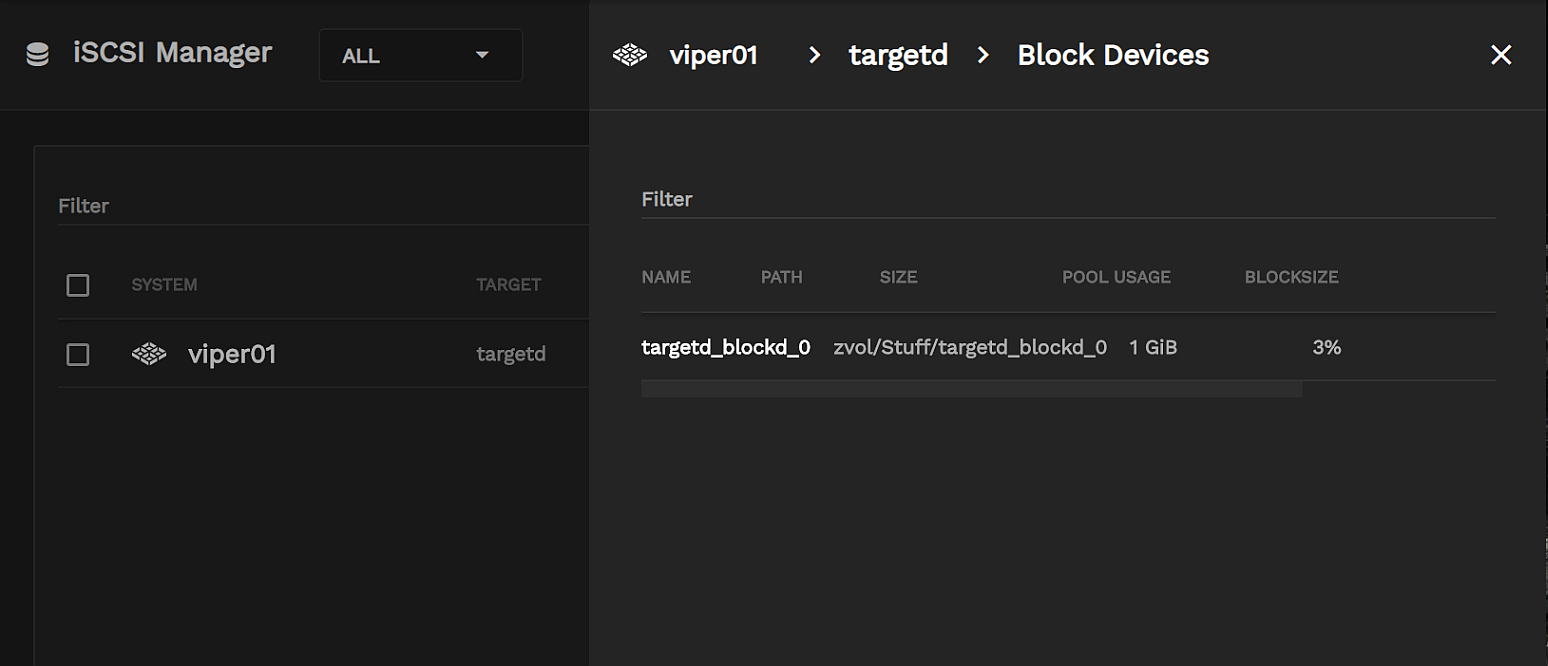 iSCSI Manager
ALL
Filter
SYSTEM TARGET
viper01 targetd
viper01 > targetd > Block Devices
Filter
NAME PATH SIZE POOL USAGE BLOCKSIZE
targetd_blockd_0 zvol/Stuff/targetd_blockd_0 1 GiB 3%